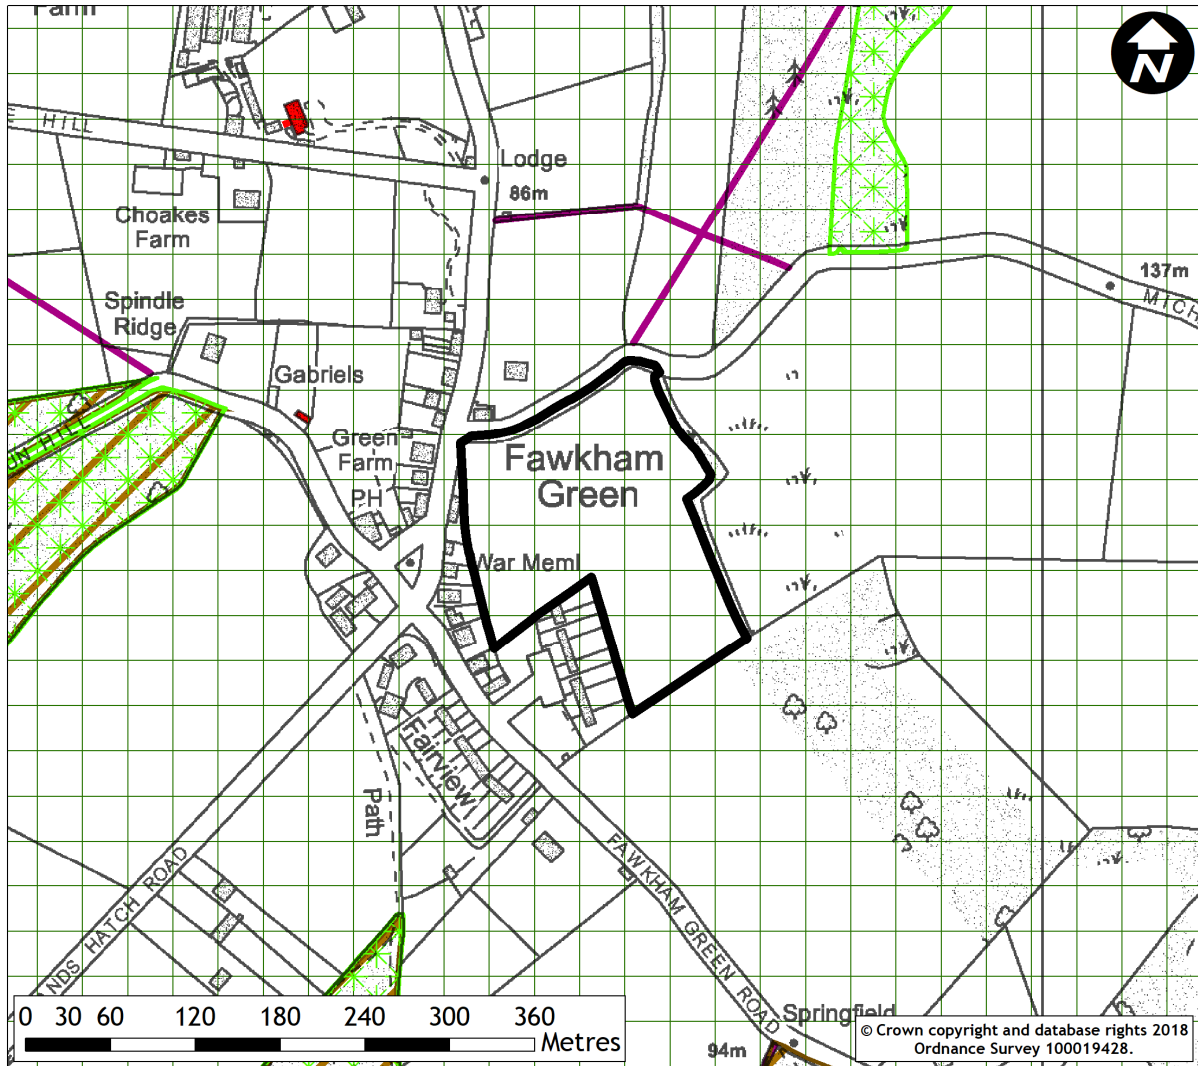 Farm
N
E HILL
Lodge
86m
Choakes
Farm
137m
MICH
Spindle
Ridge
Gabriels
UN HILL
Green
Farm
Fawkham
Green
PH
War Meml
Fairview
Path
FAWKHAM GREEN ROAD
NDS HATCH ROAD
Springfield
94m
0 30 60 120 180 240 300 360
Metres
© Crown copyright and database rights 2018
Ordnance Survey 100019428.